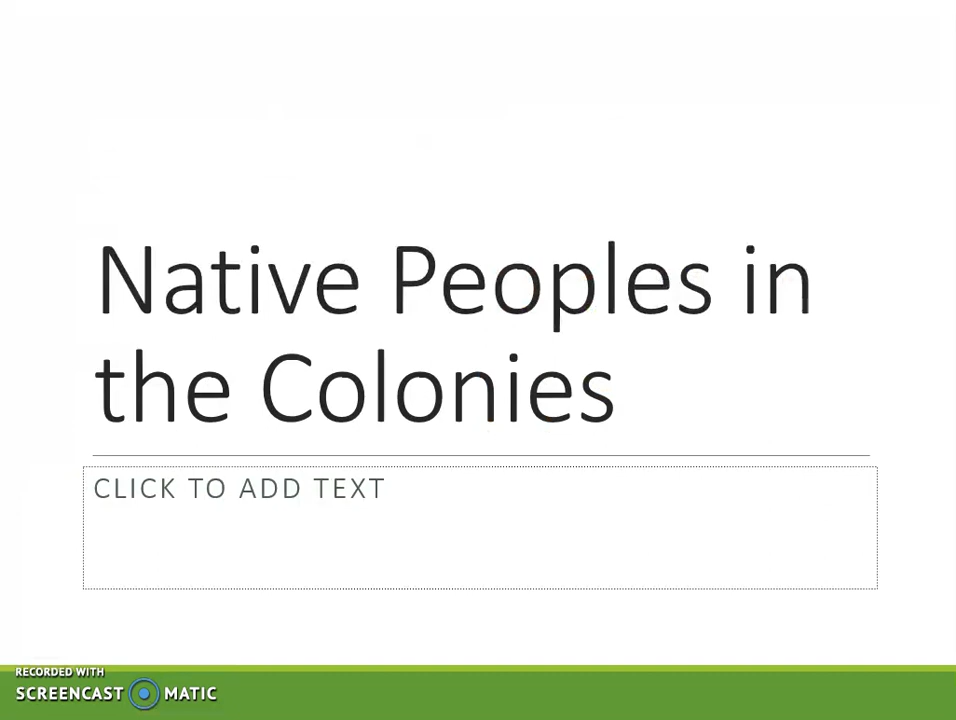 Native Peoples in
the Colonies
CLICK TO ADD TEXT
RECORDED WITH
SCREENCAST MATIC